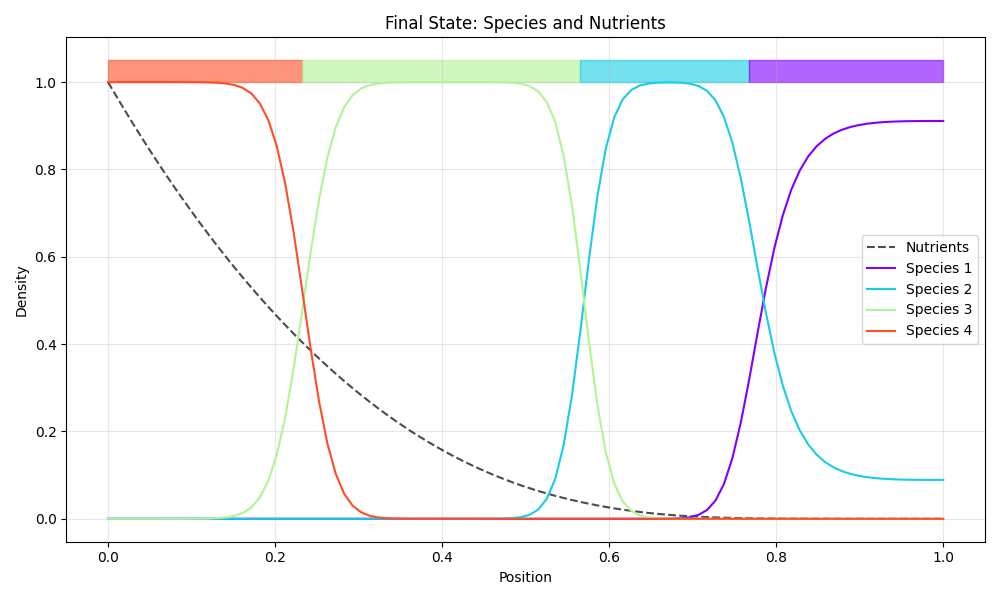 Final State: Species and Nutrients
Density
1.0
0.8
0.6
0.4
0.2
0.0
Nutrients
Species 1
Species 2
Species 3
Species 4
0.0 0.2 0.4 0.6 0.8 1.0
Position